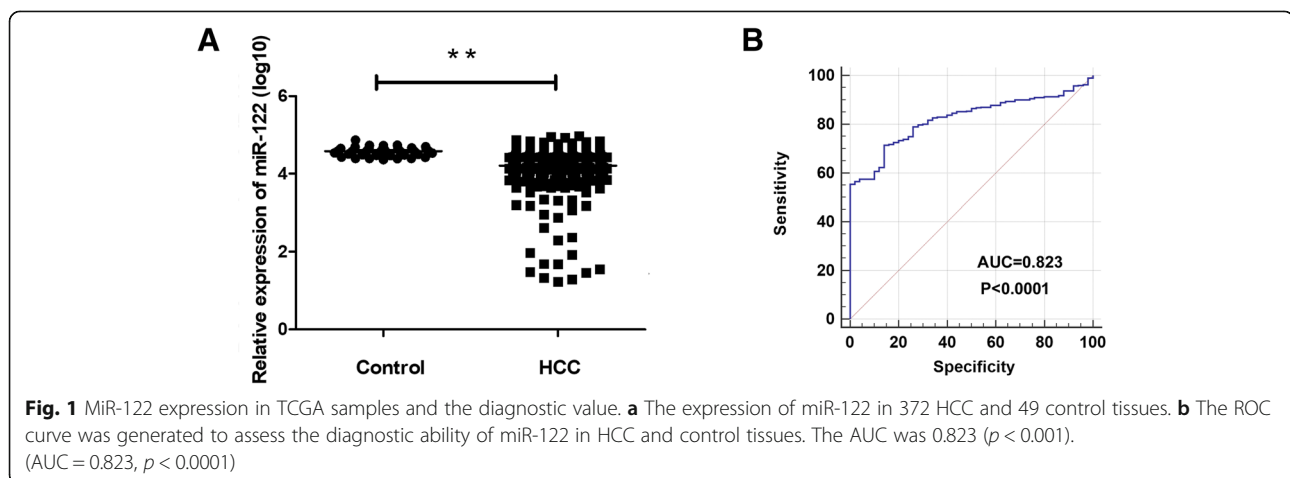 A
B
Relative expression of miR-122 (log10)
**
6
4
2
0
Control
HCC
Sensitivity
100
80
60
40
20
0
AUC=0.823
P<0.0001
0
20
40
60
80
100
Specificity
Fig. 1 MiR-122 expression in TCGA samples and the diagnostic value. a The expression of miR-122 in 372 HCC and 49 control tissues. b The ROC
curve was generated to assess the diagnostic ability of miR-122 in HCC and control tissues. The AUC was 0.823 (p < 0.001).
(AUC = 0.823, p < 0.0001)